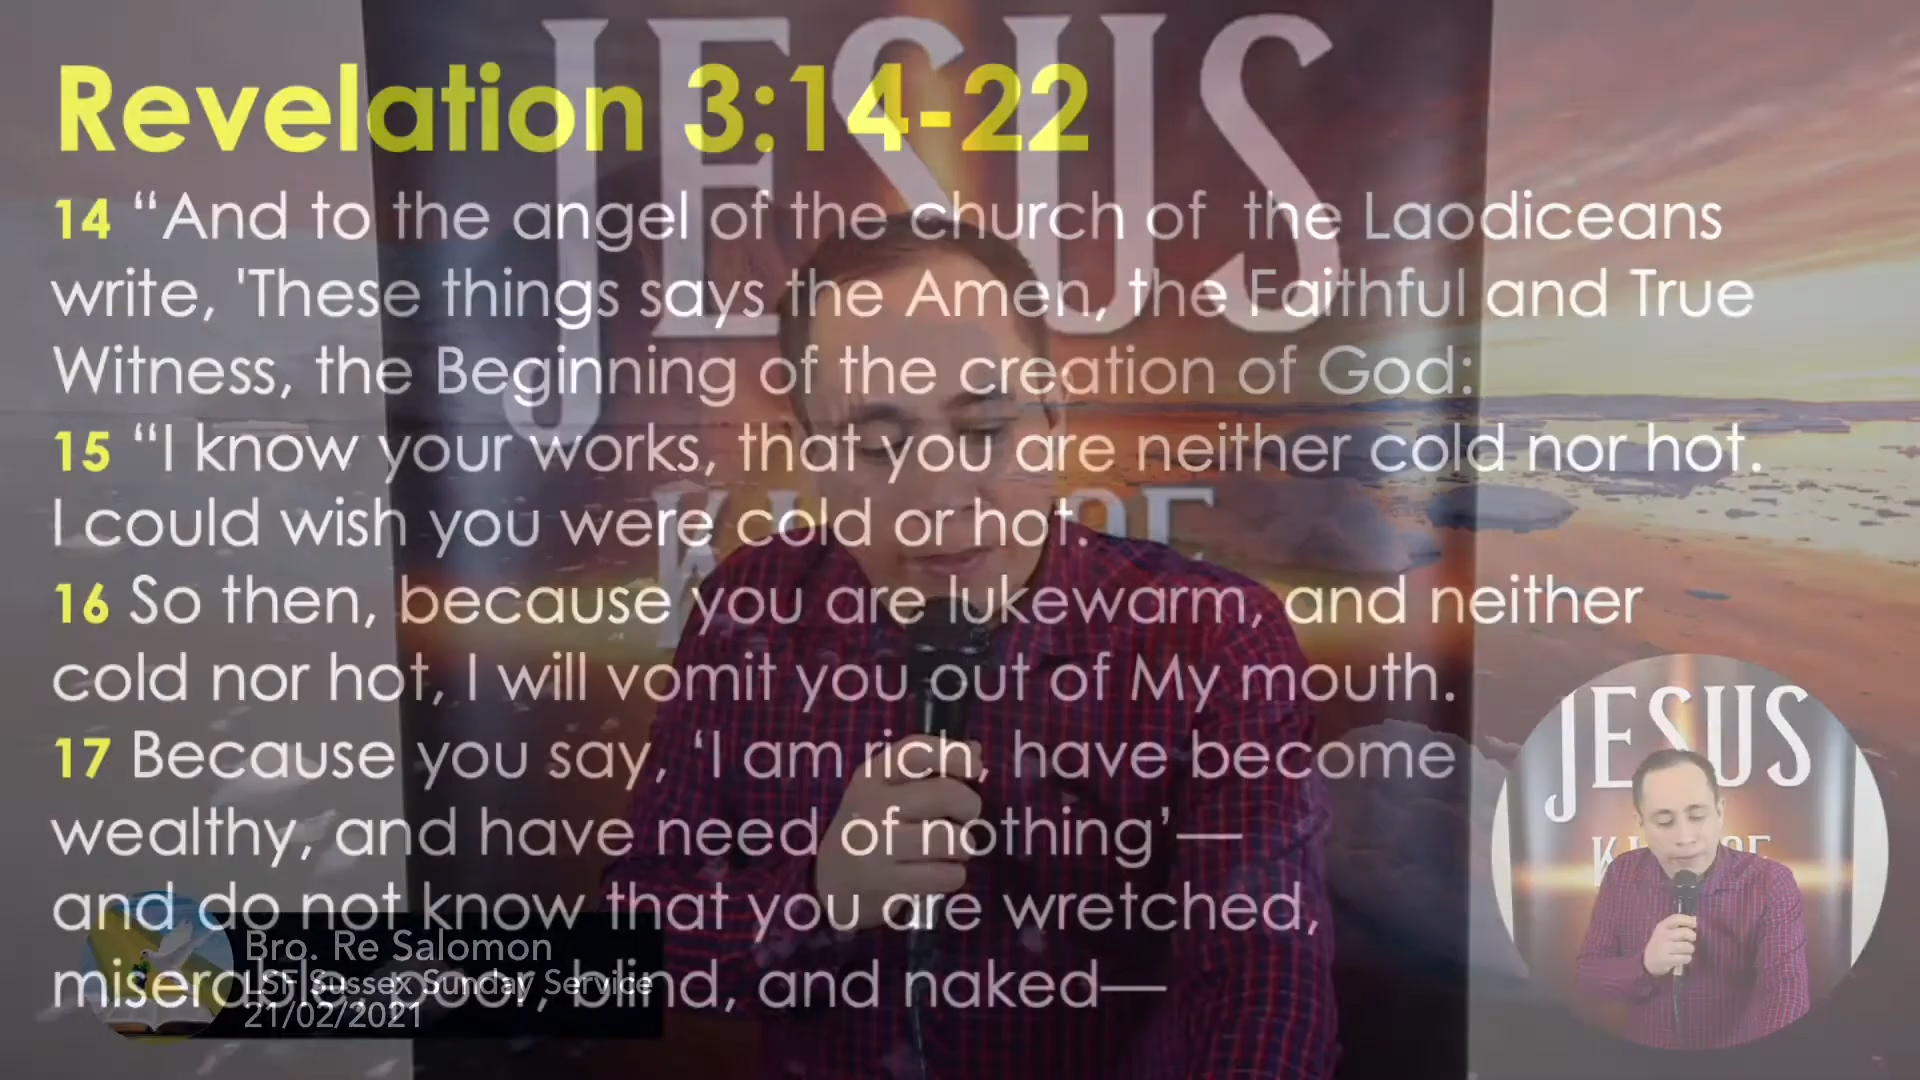 JESUS
Revelation 3:14-22
14 “And to the angel of the church of the Laodiceans
write, 'These things says the Amen, the Faithful and True
Witness, the Beginning of the creation of God:
15 “I know your works, that you are neither cold nor hot.
I could wish you were cold or hot.
16 So then, because you are lukewarm, and neither
cold nor hot, I will vomit you out of My mouth.
17 Because you say, ‘I am rich, have become
wealthy, and have need of nothing’—
and do not know that you are wretched,
miserable, poor, blind, and naked—
Bro. Re Salomon
LSF Sussex Sunday Service
21/02/2021
JESUS